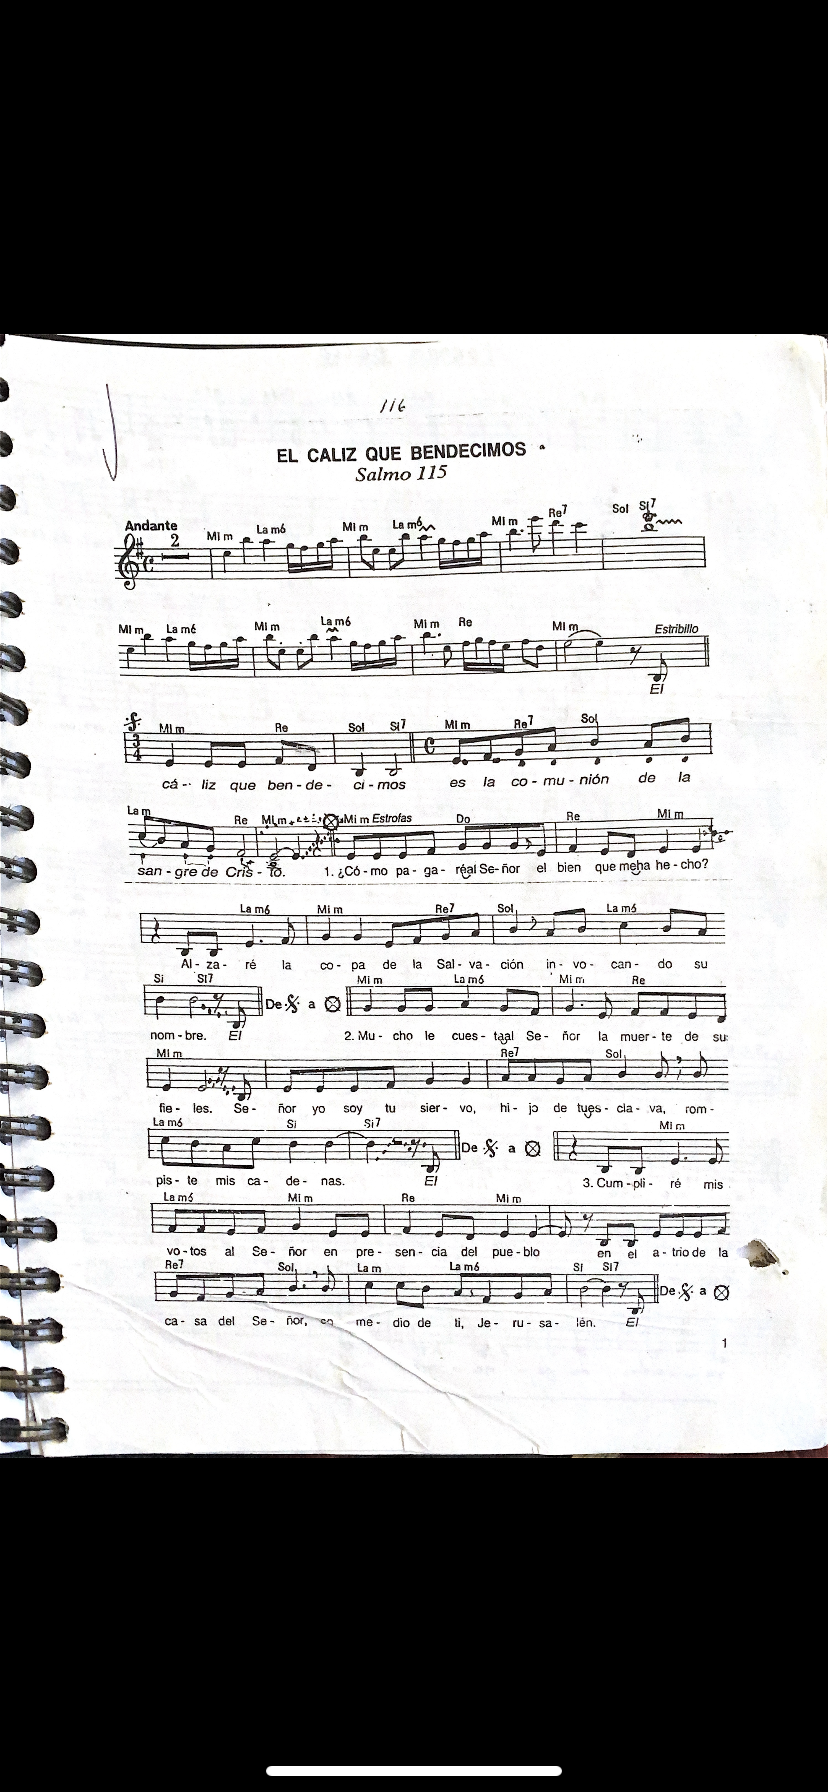 116
EL CALIZ QUE BENDECIMOS
Salmo 115
Andante
2
MI m La m6 MI m La m6 MI m Re7 Sol SI7
MI m La m6 MI m La m6 MI m Re MI m Estribillo
El
3 4 MI m Re Sol SI7 MI m Re7 Sol
cá - liz que ben - de - ci - mos es la co - mu - nión de la
La m Re MI m MI m Estrofas Do Re MI m
san - gre de Cris - to. 1. ¿Có - mo pa - ga - ré al Se - ñor el bien que me ha he - cho?
La m6 MI m Re7 Sol La m6
Al - za - ré la co - pa de la Sal - va - ción in - vo - can - do su
SI SI7 De a MI m La m6 MI m Re
nom - bre. El 2. Mu - cho le cues - ta al Se - ñor la muer - te de sus
MI m Re7 Sol
fie - les. Se - ñor yo soy tu sier - vo, hi - jo de tu es - cla - va, rom -
La m6 SI SI7 De a MI m
pis - te mis ca - de - nas. El 3. Cum - pli - ré mis
La m6 MI m Re MI m
vo - tos al Se - ñor en pre - sen - cia del pue - blo en el a - trio de la
Re7 Sol La m La m6 SI SI7 De a
ca - sa del Se - ñor, en me - dio de ti, Je - ru - sa - lén. El
1